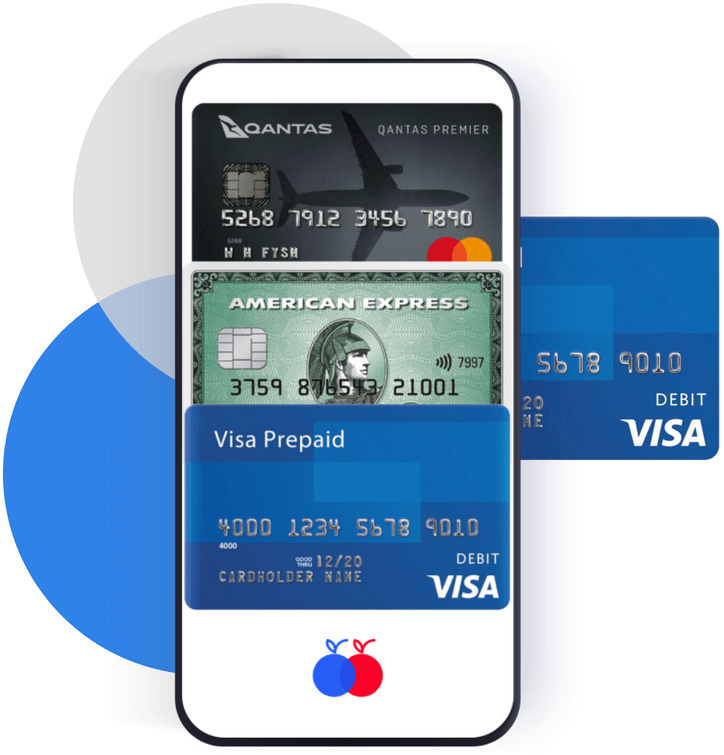 QANTAS
QANTAS PREMIER
5268 7912 3456 7890
5268
W H FYSH
AMERICAN EXPRESS
7997
3759 876543 21001
Visa Prepaid
4000 1234 5678 9010
4000
GOOD THRU 12/20
CARDHOLDER NAME
DEBIT
VISA
5678 9010
20
ME
DEBIT
VISA